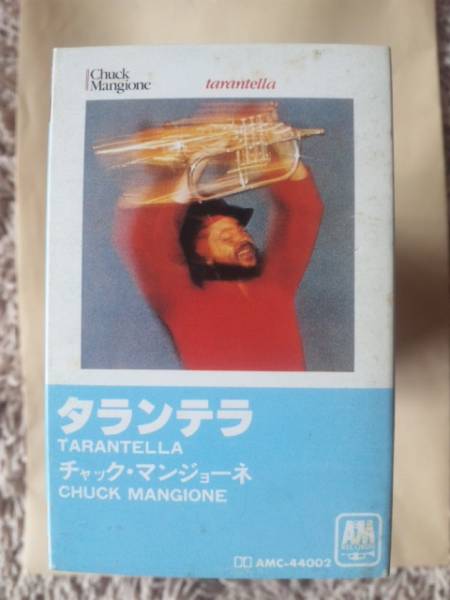 Chuck
Mangione
tarantella
タランテラ
TARANTELLA
チャック・マンジョーネ
CHUCK MANGIONE
A&M
RECORDS
AMC-44002